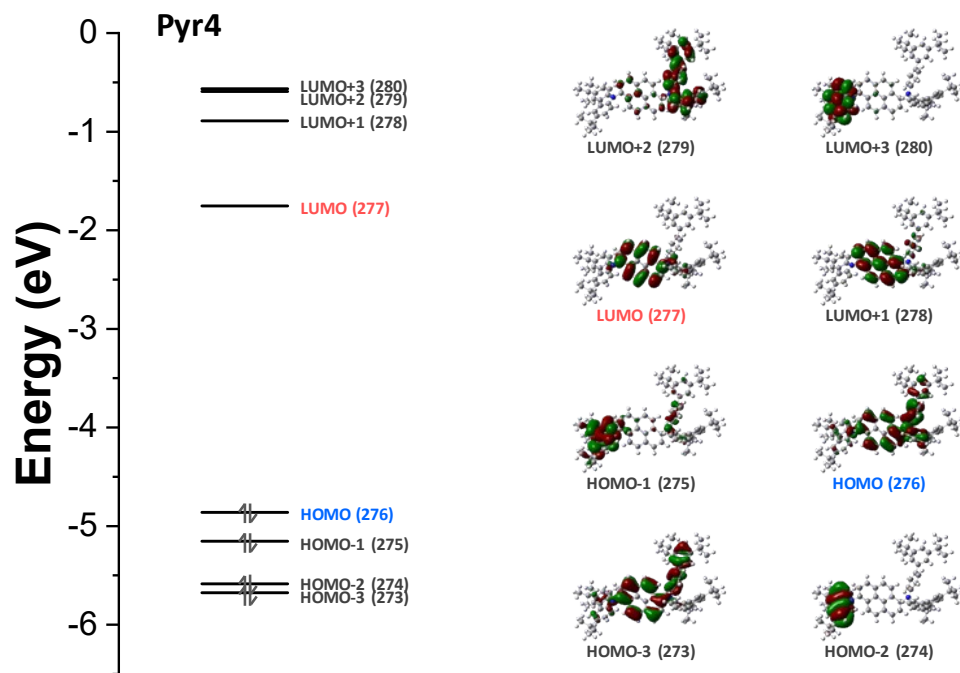 Pyr4
Energy (eV)
0
-1
-2
-3
-4
-5
-6
LUMO+3 (280)
LUMO+2 (279)
LUMO+1 (278)
LUMO (277)
HOMO (276)
HOMO-1 (275)
HOMO-2 (274)
HOMO-3 (273)
LUMO+2 (279)
LUMO+3 (280)
LUMO (277)
LUMO+1 (278)
HOMO-1 (275)
HOMO (276)
HOMO-3 (273)
HOMO-2 (274)